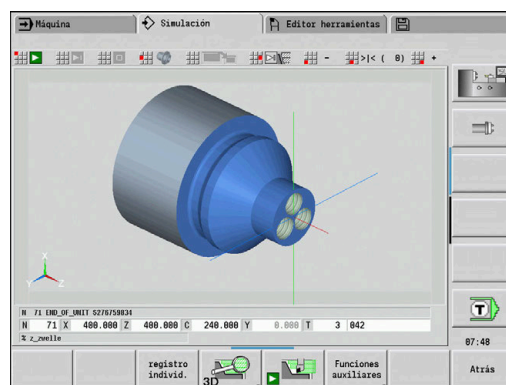 Máquina
Simulación
Editor herramientas
- >|< ( 0) +
X
Y Z
N 71 END_OF_UNIT 5276759834
N 71 X 400.000 Z 400.000 C 240.000 Y 0.000 T 3 042
% z_zwelle
T
07:48
registro individ.
3D
Funciones auxiliares
Atrás